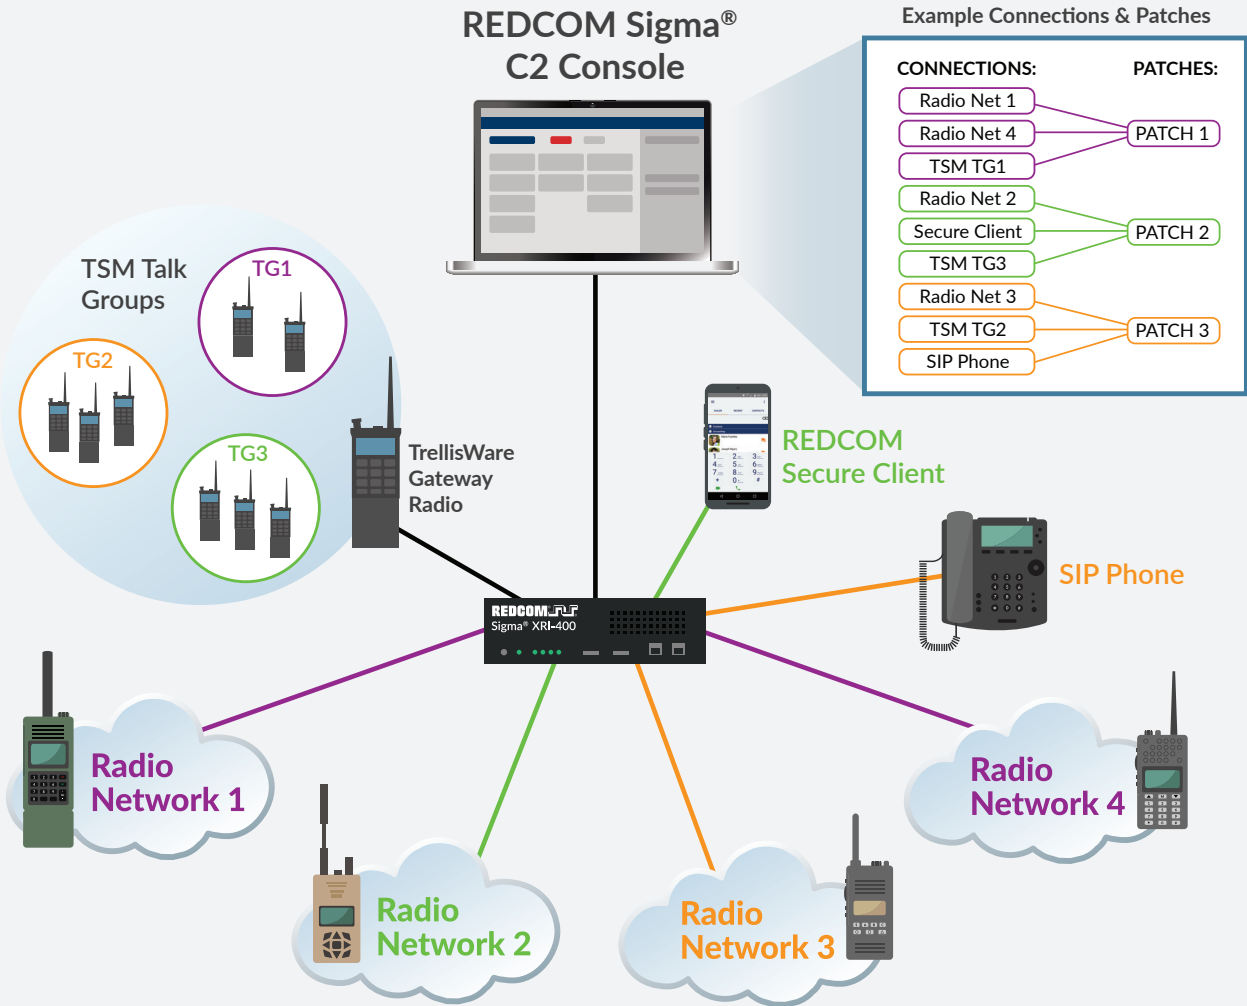 REDCOM Sigma®
C2 Console
Example Connections & Patches
CONNECTIONS:
PATCHES:
Radio Net 1
Radio Net 4
TSM TG1
PATCH 1
Radio Net 2
Secure Client
TSM TG3
PATCH 2
Radio Net 3
TSM TG2
SIP Phone
PATCH 3
TSM Talk
Groups
TG1
TG2
TG3
TrellisWare
Gateway
Radio
REDCOM
Secure Client
SIP Phone
REDCOM
Sigma® XRI-400
Radio
Network 1
Radio
Network 2
Radio
Network 3
Radio
Network 4